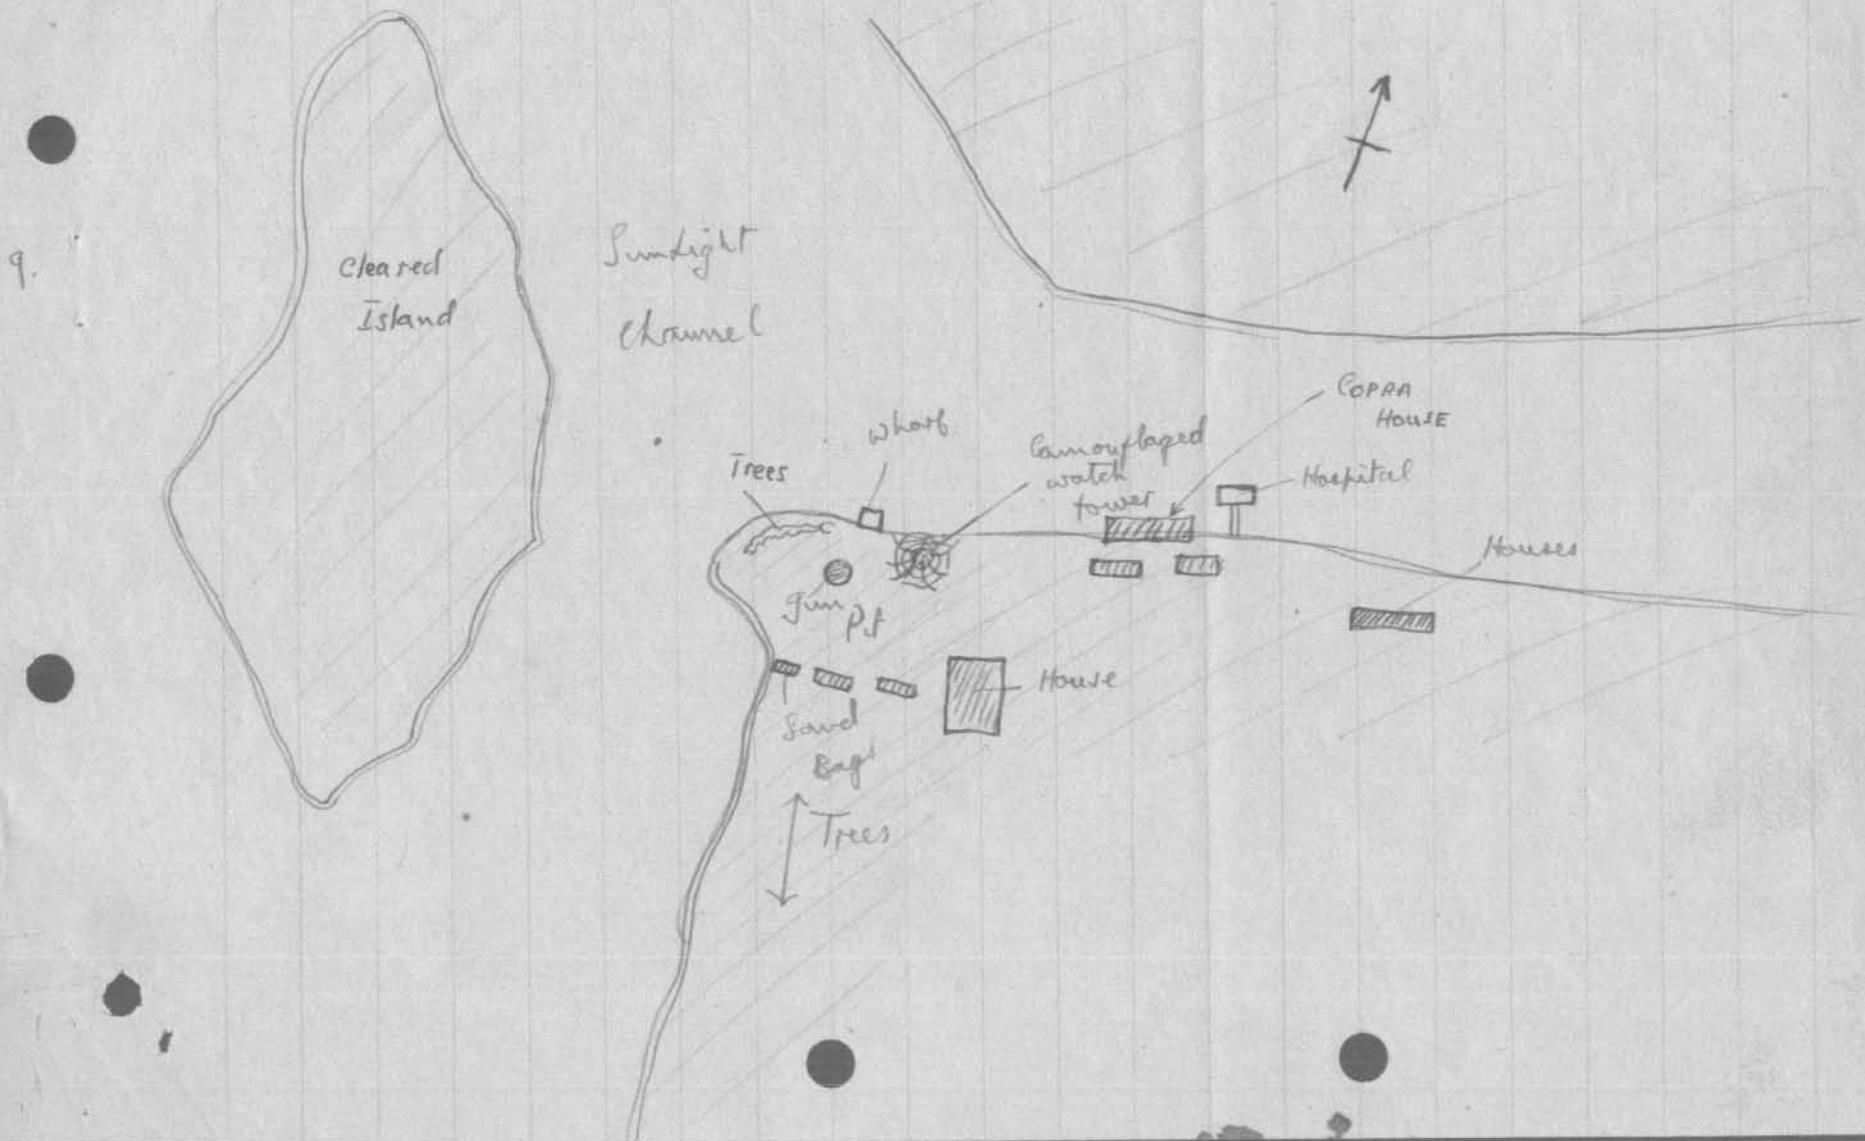 9.
Cleared
Island
Sunlight
Channel
COPRA
HOUSE
wharf
Camouflaged
watch
tower
Trees
Hospital
Houses
gun
Pit
House
Sand
Bags
Trees